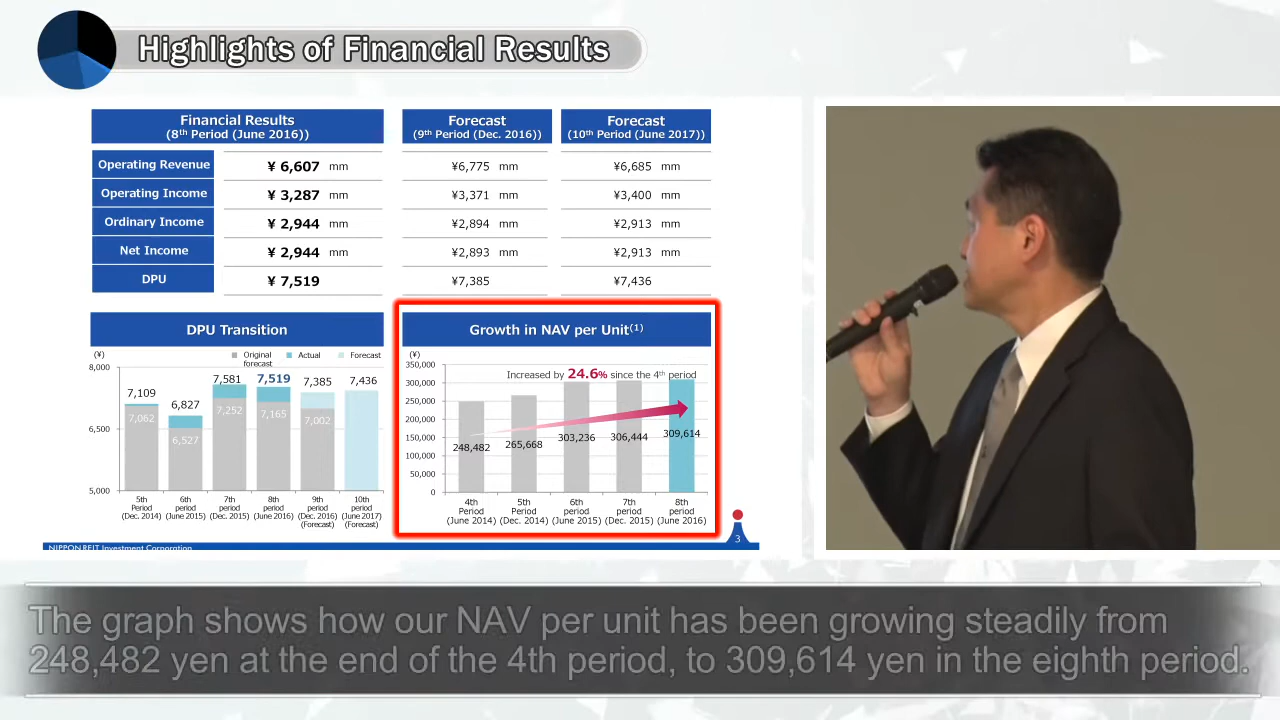 Highlights of Financial Results
Financial Results
(8th Period (June 2016))
Forecast
(9th Period (Dec. 2016))
Forecast
(10th Period (June 2017))
Operating Revenue ¥ 6,607 mm ¥6,775 mm ¥6,685 mm
Operating Income ¥ 3,287 mm ¥3,371 mm ¥3,400 mm
Ordinary Income ¥ 2,944 mm ¥2,894 mm ¥2,913 mm
Net Income ¥ 2,944 mm ¥2,893 mm ¥2,913 mm
DPU ¥ 7,519 ¥7,385 ¥7,436
DPU Transition
(¥)
Original
forecast
Actual
Forecast
8,000
6,500
5,000
7,109
7,062
6,827
6,527
7,581
7,252
7,519
7,165
7,385
7,002
7,436
5th
Period
(Dec. 2014)
6th
period
(June 2015)
7th
period
(Dec. 2015)
8th
period
(June 2016)
9th
period
(Dec. 2016)
(Forecast)
10th
period
(June 2017)
(Forecast)
Growth in NAV per Unit(1)
(¥)
350,000
300,000
250,000
200,000
150,000
100,000
50,000
0
Increased by 24.6% since the 4th period
248,482
265,668
303,236
306,444
309,614
4th
Period
(June 2014)
5th
Period
(Dec. 2014)
6th
period
(June 2015)
7th
period
(Dec. 2015)
8th
period
(June 2016)
3
NIPPON REIT Investment Corporation
The graph shows how our NAV per unit has been growing steadily from
248,482 yen at the end of the 4th period, to 309,614 yen in the eighth period.